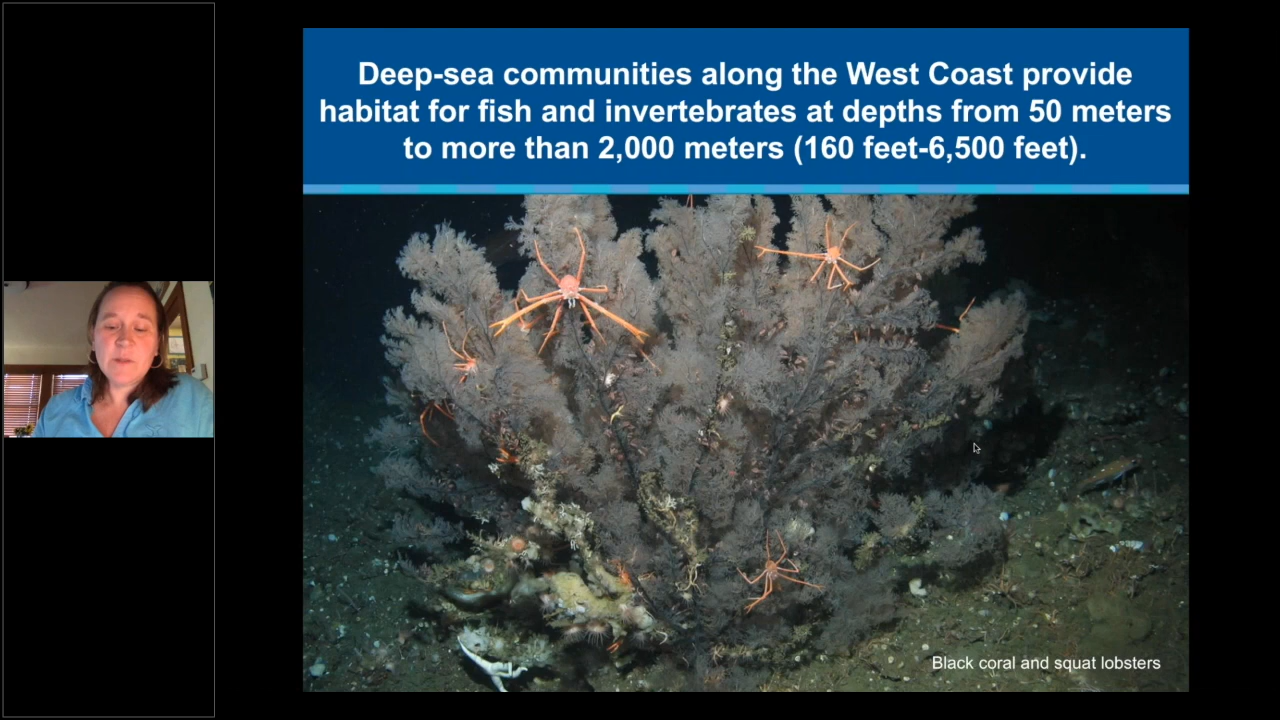 Deep-sea communities along the West Coast provide
habitat for fish and invertebrates at depths from 50 meters
to more than 2,000 meters (160 feet-6,500 feet).
Black coral and squat lobsters